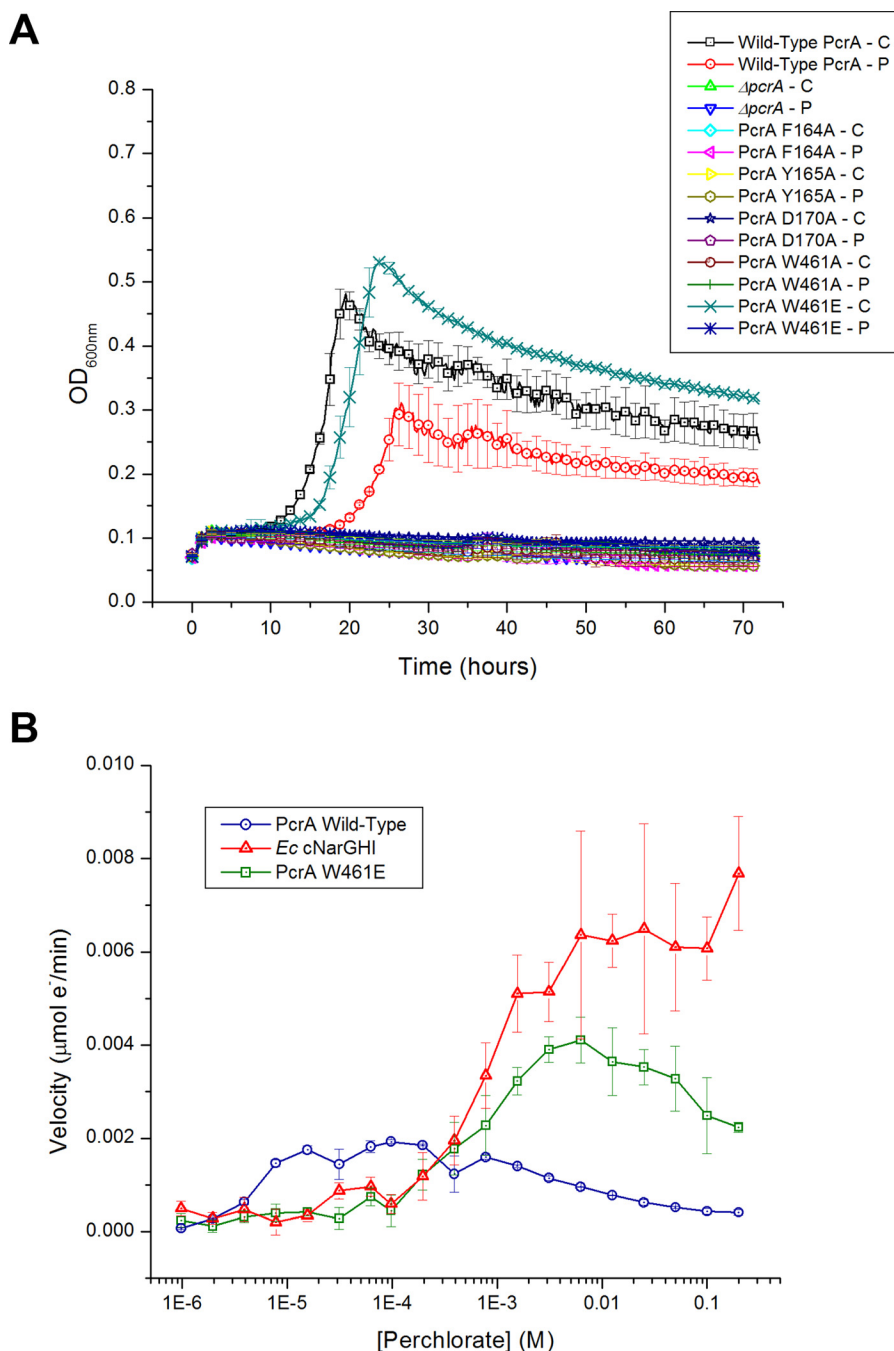 A
Wild-Type PcrA - C
Wild-Type PcrA - P
ΔpcrA - C
ΔpcrA - P
PcrA F164A - C
PcrA F164A - P
PcrA Y165A - C
PcrA Y165A - P
PcrA D170A - C
PcrA D170A - P
PcrA W461A - C
PcrA W461A - P
PcrA W461E - C
PcrA W461E - P
0.8
0.7
0.6
0.5
0.4
0.3
0.2
0.1
0.0
OD600nm
0 10 20 30 40 50 60 70
Time (hours)
B
0.010
0.008
0.006
0.004
0.002
0.000
Velocity (μmol e⁻/min)
PcrA Wild-Type
Ec cNarGHI
PcrA W461E
1E-6 1E-5 1E-4 1E-3 0.01 0.1
[Perchlorate] (M)